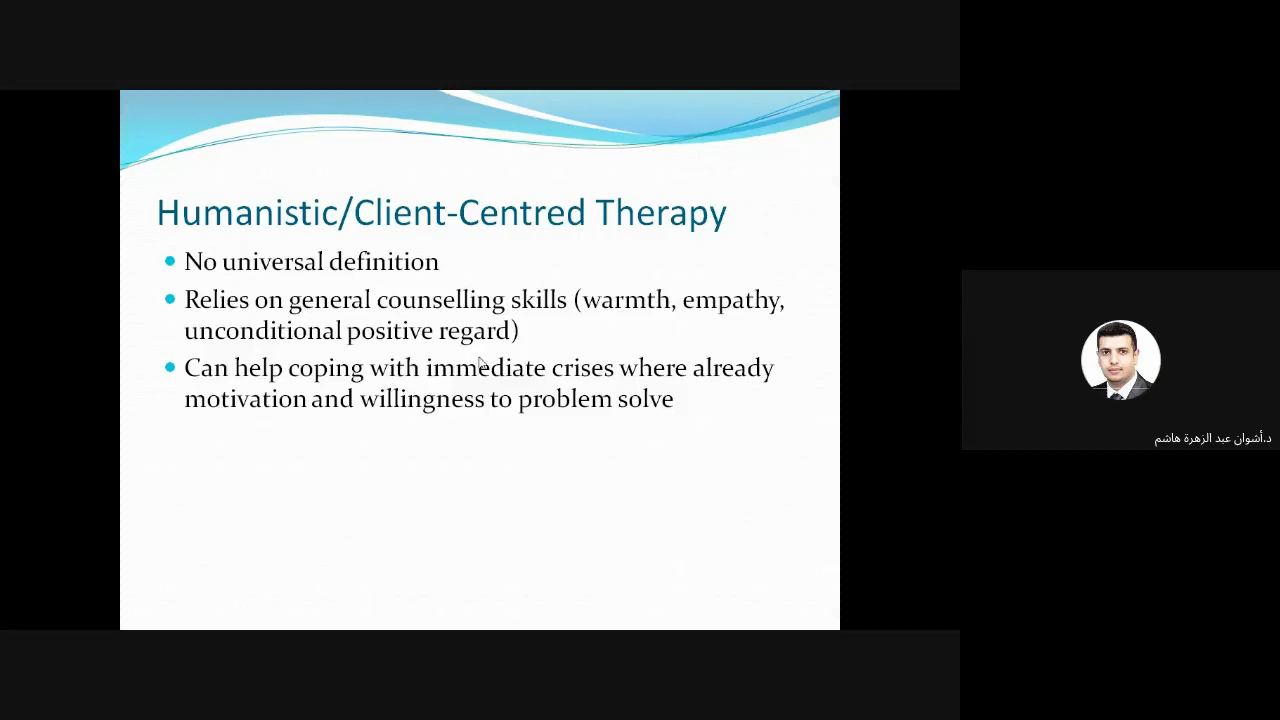 Humanistic/Client-Centred Therapy
No universal definition
Relies on general counselling skills (warmth, empathy,
unconditional positive regard)
Can help coping with immediate crises where already
motivation and willingness to problem solve
د.أشوان عبد الزهرة هاشم